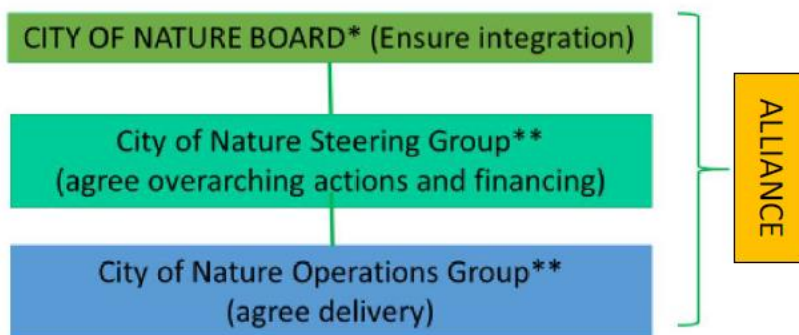 CITY OF NATURE BOARD* (Ensure integration)
City of Nature Steering Group**
(agree overarching actions and financing)
City of Nature Operations Group**
(agree delivery)
ALLIANCE